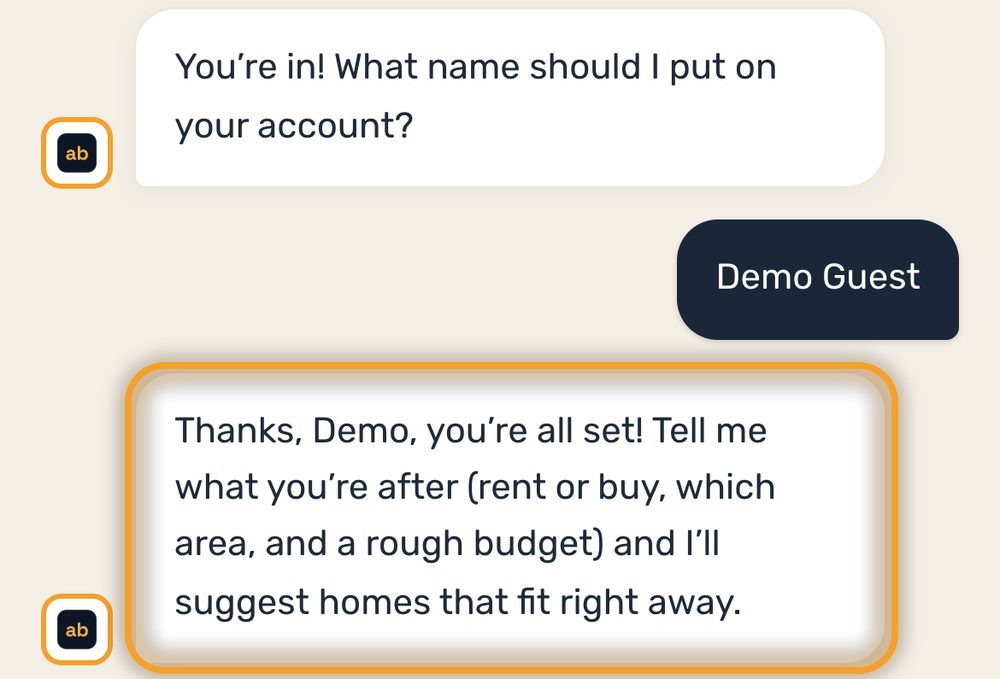 You’re in! What name should I put on
your account?
ab
Demo Guest
Thanks, Demo, you’re all set! Tell me
what you’re after (rent or buy, which
area, and a rough budget) and I’ll
suggest homes that fit right away.
ab